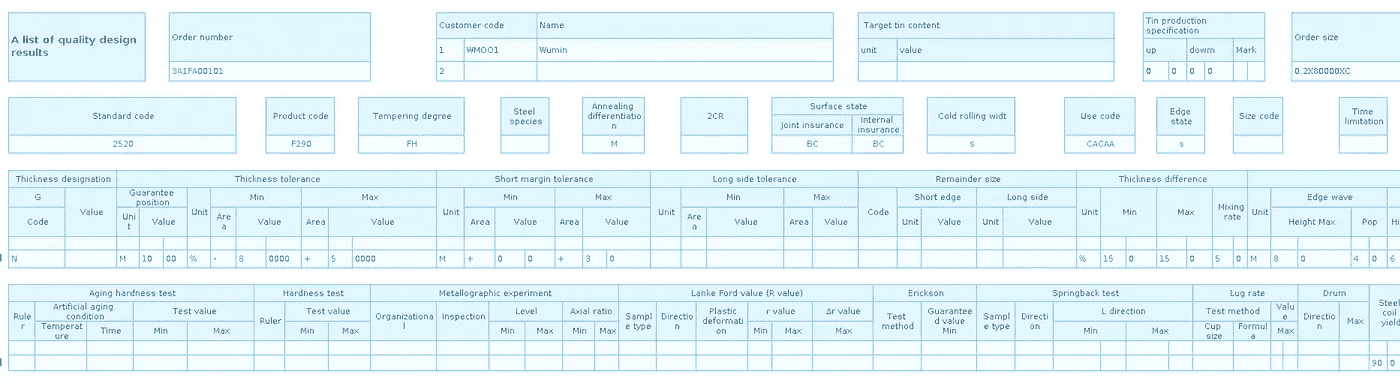 A list of quality design results
Order number
3A1FA00101
Customer code Name
1 WM001 Wumin
2
Target tin content
unit value
Tin production specification
up down Mark
0 0 0 0
Order size
0.2X80000XC
Standard code
2520
Product code
F290
Tempering degree
FH
Steel species
Annealing differentiation
M
2CR
Surface state
Joint insurance Internal insurance
BC BC
Cold rolling widt
s
Use code
CACAA
Edge state
s
Size code
Time limitation
Thickness designation Thickness tolerance Short margin tolerance Long side tolerance Remainder size Thickness difference
G Value Guarantee position Unit Min Max Unit Min Max Unit Min Max Code Short edge Long side Unit Min Max Mixing rate Unit Edge wave
Code Unit Value Area Value Area Value Area Value Area Value Area Value Area Value Unit Value Unit Value Height Max Pop
N M 10 00 % - 8 0000 + 5 0000 M + 0 0 + 3 0 % 15 0 15 0 5 0 M 8 0 4 0 6
Aging hardness test Hardness test Metallographic experiment Lanke Ford value (R value) Erickson Springback test Lug rate Drum
Ruler Artificial aging condition Test value Ruler Test value Organizational Inspection Level Axial ratio Sample type Direction Plastic deformation r value Δr value Test method Guaranteed value Min Sample type Direction L direction Test method Value Direction Max Steel coil yield
Temperature Time Min Max Min Max Min Max Min Max Min Max Min Max Min Max Cup size Formula Max
90 0